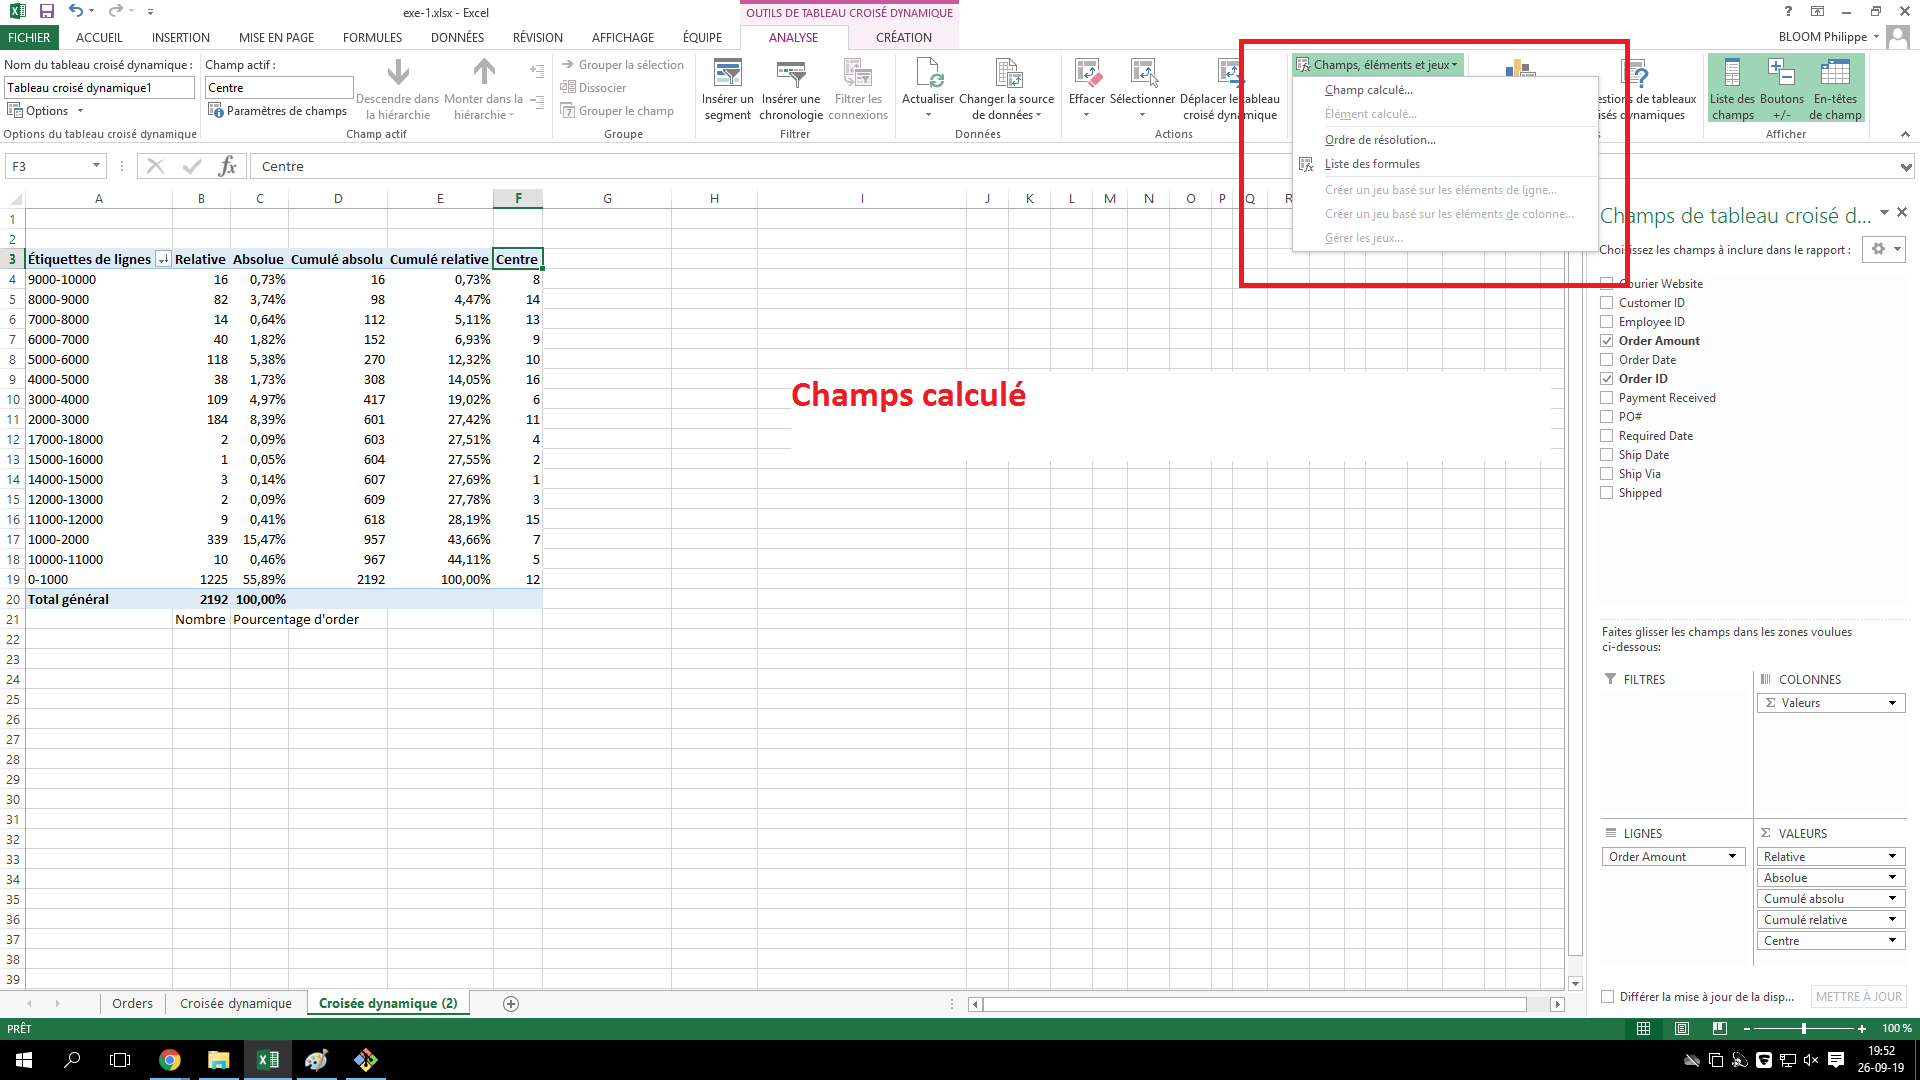 exe-1.xlsx - Excel
OUTILS DE TABLEAU CROISÉ DYNAMIQUE
FICHIER ACCUEIL INSERTION MISE EN PAGE FORMULES DONNÉES RÉVISION AFFICHAGE ÉQUIPE ANALYSE CRÉATION BLOOM Philippe
Nom du tableau croisé dynamique :
Tableau croisé dynamique1
Options
Options du tableau croisé dynamique
Champ actif :
Centre
Paramètres de champs
Descendre dans la hiérarchie
Monter dans la hiérarchie
Champ actif
Grouper la sélection
Dissocier
Grouper le champ
Groupe
Insérer un segment
Insérer une chronologie
Filtrer les connexions
Filtrer
Actualiser
Changer la source de données
Données
Effacer
Sélectionner
Déplacer le tableau croisé dynamique
Actions
Champs, éléments et jeux
Champ calculé...
Élément calculé...
Ordre de résolution...
Liste des formules
Créer un jeu basé sur les éléments de ligne...
Créer un jeu basé sur les éléments de colonne...
Gérer les jeux...
Liste des champs
Boutons +/-
En-têtes de champ
Afficher
F3 fx Centre
A B C D E F G H I J K L M N O P Q R
1
2
3 Étiquettes de lignes Relative Absolue Cumulé absolu Cumulé relative Centre
4 9000-10000 16 0,73% 16 0,73% 8
5 8000-9000 82 3,74% 98 4,47% 14
6 7000-8000 14 0,64% 112 5,11% 13
7 6000-7000 40 1,82% 152 6,93% 9
8 5000-6000 118 5,38% 270 12,32% 10
9 4000-5000 38 1,73% 308 14,05% 16
10 3000-4000 109 4,97% 417 19,02% 6
11 2000-3000 184 8,39% 601 27,42% 11
12 17000-18000 2 0,09% 603 27,51% 4
13 15000-16000 1 0,05% 604 27,55% 2
14 14000-15000 3 0,14% 607 27,69% 1
15 12000-13000 2 0,09% 609 27,78% 3
16 11000-12000 9 0,41% 618 28,19% 15
17 1000-2000 339 15,47% 957 43,66% 7
18 10000-11000 10 0,46% 967 44,11% 5
19 0-1000 1225 55,89% 2192 100,00% 12
20 Total général 2192 100,00%
21 Nombre Pourcentage d'order
22
23
24
25
26
27
28
29
30
31
32
33
34
35
36
37
38
39
Champs calculé
Champs de tableau croisé d...
Choisissez les champs à inclure dans le rapport :
Courier Website
Customer ID
Employee ID
Order Amount
Order Date
Order ID
Payment Received
PO#
Required Date
Ship Date
Ship Via
Shipped
Faites glisser les champs dans les zones voulues
ci-dessous:
FILTRES
COLONNES
Σ Valeurs
LIGNES
Order Amount
Σ VALEURS
Relative
Absolue
Cumulé absolu
Cumulé relative
Centre
Différer la mise à jour de la disp... METTRE À JOUR
Orders Croisée dynamique Croisée dynamique (2)
PRÊT 100 %
19:52
26-09-19